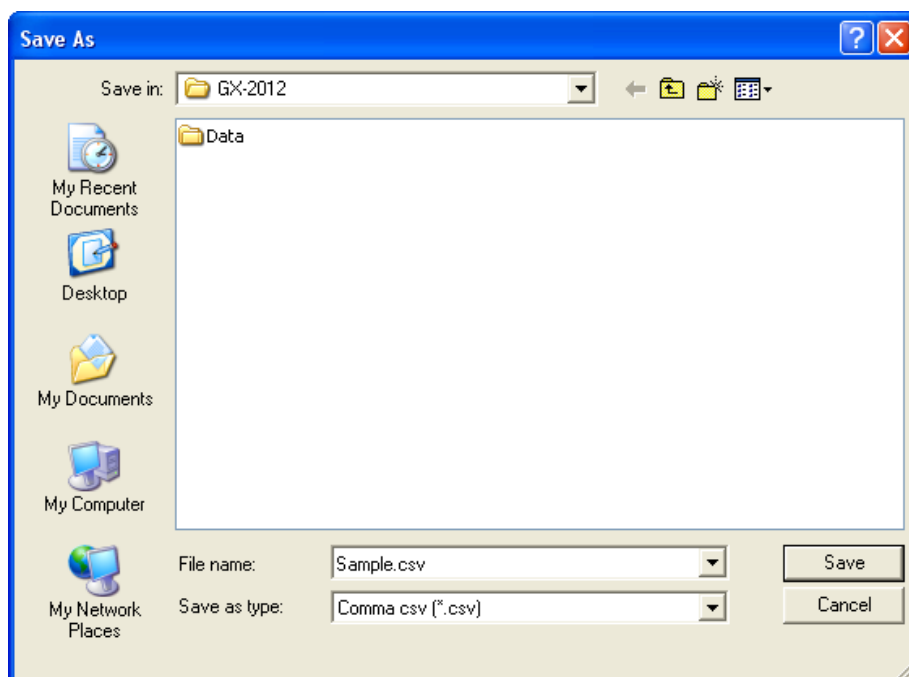 Save As
Save in:
GX-2012
Data
My Recent
Documents
Desktop
My Documents
My Computer
My Network
Places
File name:
Sample.csv
Save
Save as type:
Comma csv (*.csv)
Cancel